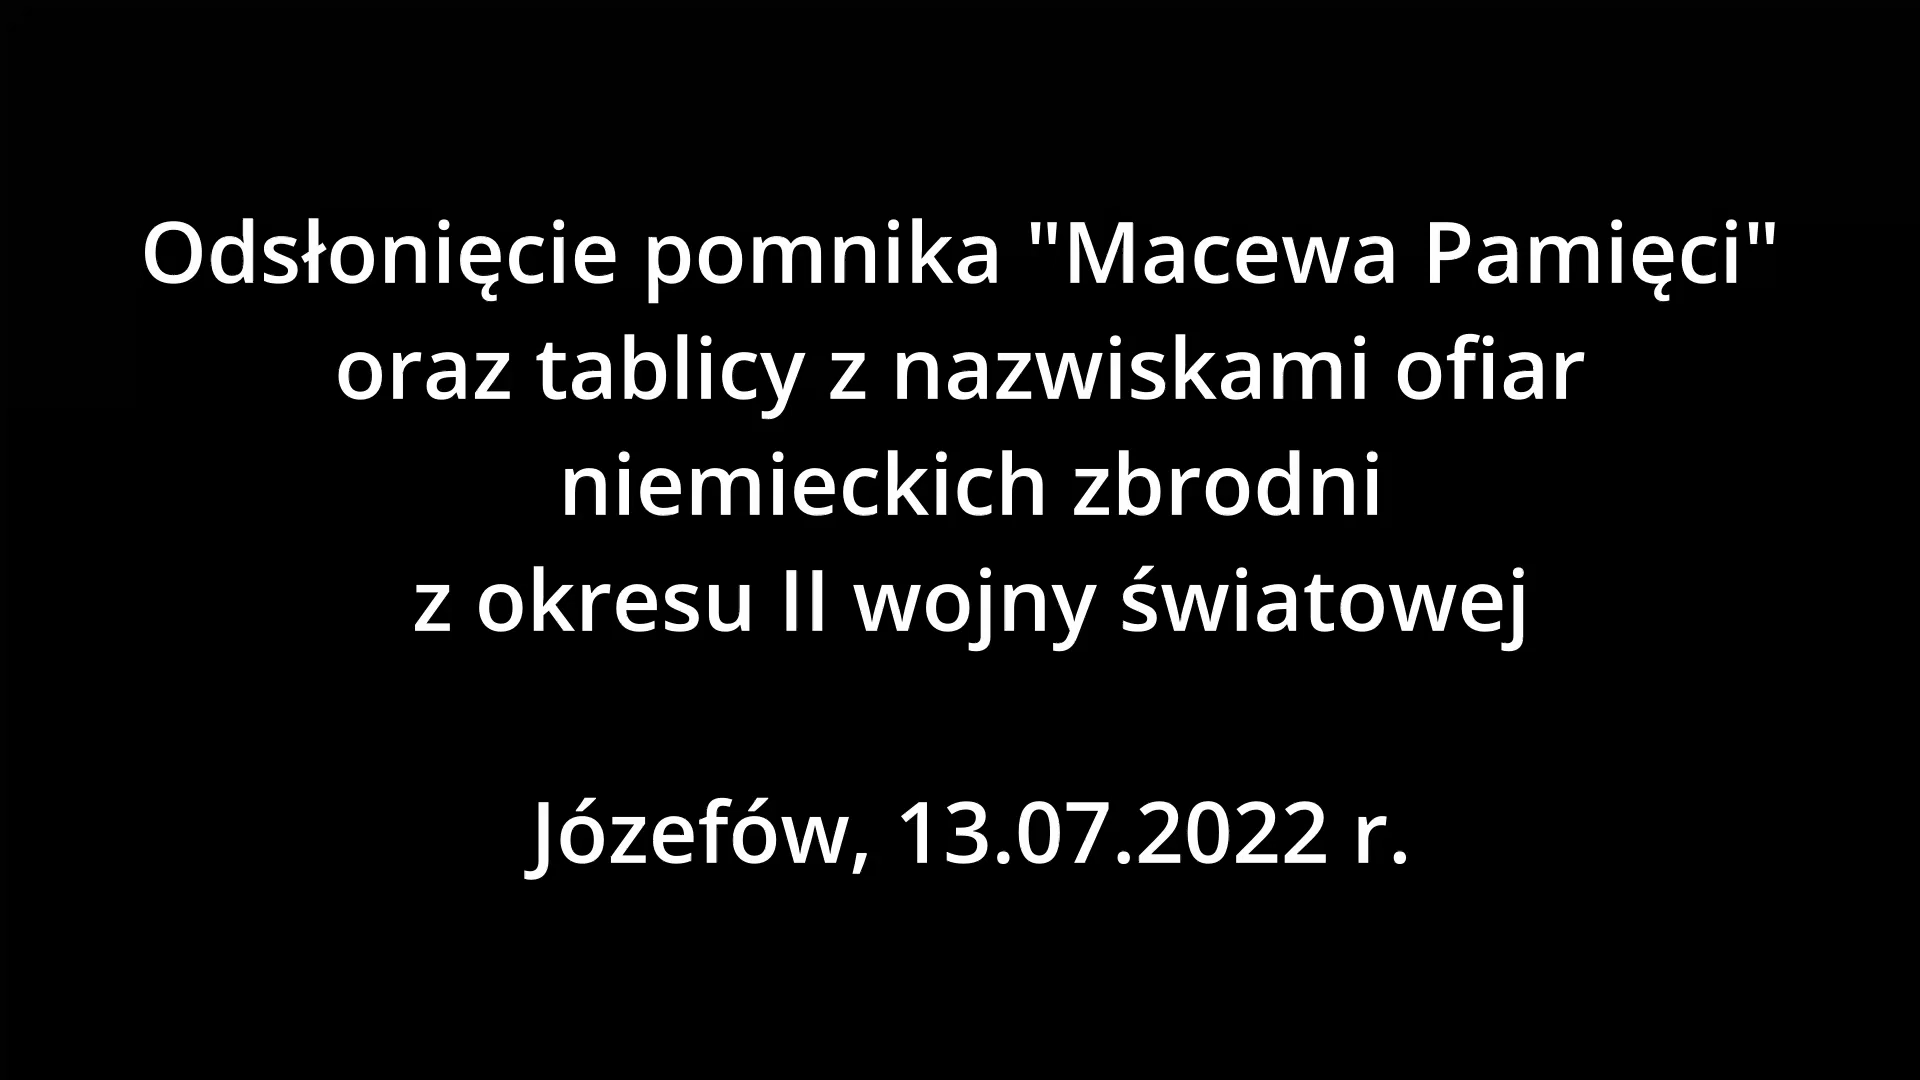 Odsłonięcie pomnika "Macewa Pamięci"
oraz tablicy z nazwiskami ofiar
niemieckich zbrodni
z okresu II wojny światowej
Józefów, 13.07.2022 r.